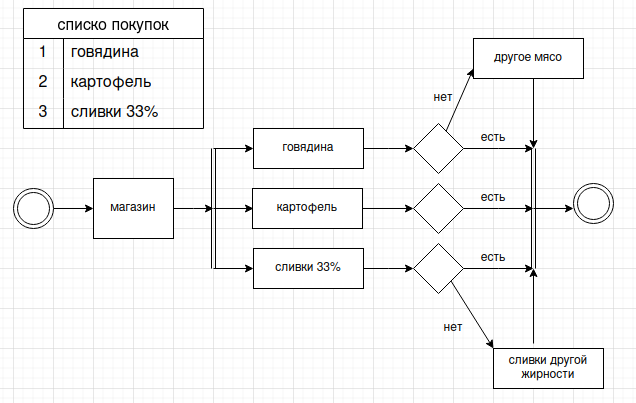 списко покупок
1 говядина
2 картофель
3 сливки 33%
другое мясо
нет
говядина
есть
магазин
картофель
есть
сливки 33%
есть
нет
сливки другой
жирности